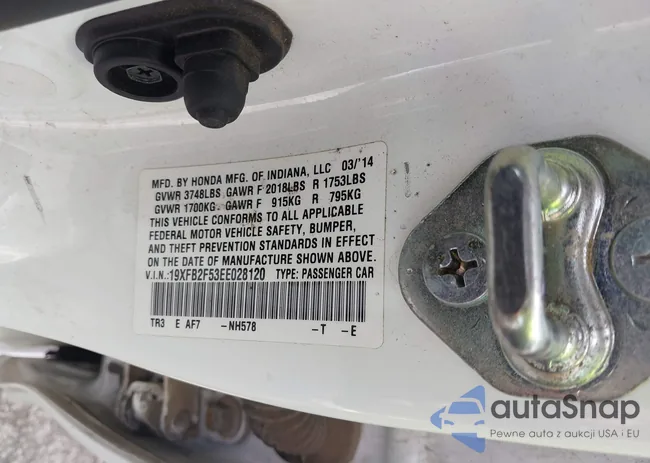 MFD. BY HONDA MFG. OF INDIANA, LLC 03/'14
GVWR 3748LBS GAWR F 2018LBS R 1753LBS
GVWR 1700KG GAWR F 915KG R 795KG
THIS VEHICLE CONFORMS TO ALL APPLICABLE
FEDERAL MOTOR VEHICLE SAFETY, BUMPER,
AND THEFT PREVENTION STANDARDS IN EFFECT
ON THE DATE OF MANUFACTURE SHOWN ABOVE.
V.I.N.:19XFB2F53EE028120 TYPE: PASSENGER CAR
TR3 E AF7 -NH578 -T -E
autoSnap
Pewne auta z aukcji USA i EU